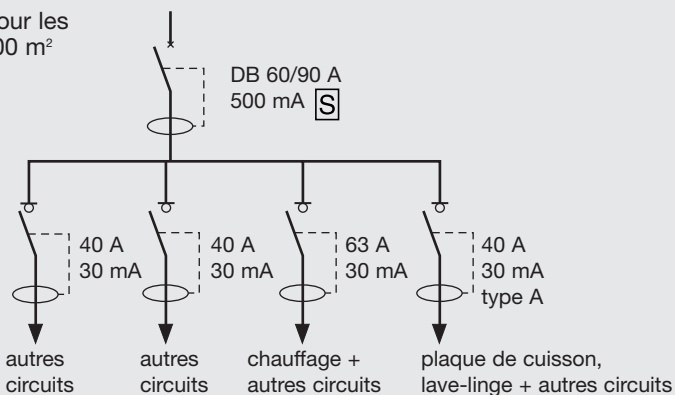 our les
00 m²
DB 60/90 A
500 mA S
40 A
30 mA
40 A
30 mA
63 A
30 mA
40 A
30 mA
type A
autres
circuits
autres
circuits
chauffage +
autres circuits
plaque de cuisson,
lave-linge + autres circuits